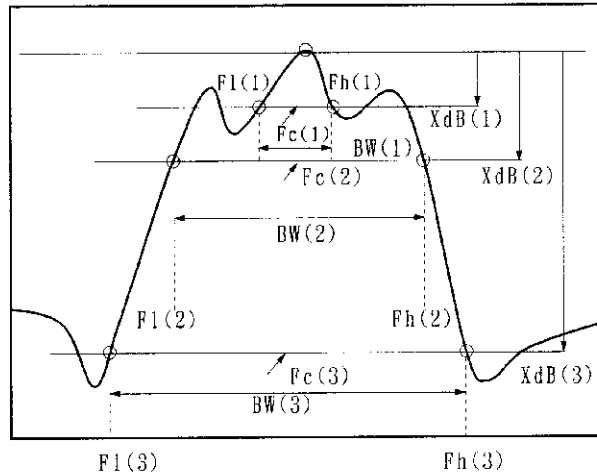 Fl(1)
Fh(1)
XdB(1)
Fc(1)
BW(1)
XdB(2)
Fc(2)
BW(2)
Fl(2)
Fh(2)
XdB(3)
Fc(3)
BW(3)
Fl(3)
Fh(3)